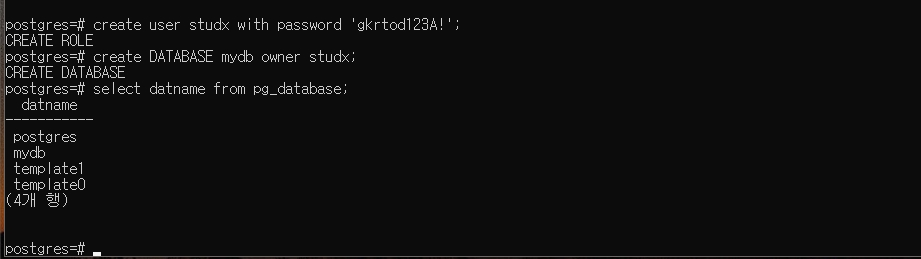 postgres=# create user studx with password 'gkrtod123A!';
CREATE ROLE
postgres=# create DATABASE mydb owner studx;
CREATE DATABASE
postgres=# select datname from pg_database;
datname
-----------
postgres
mydb
template1
template0
(4개 행)
postgres=#